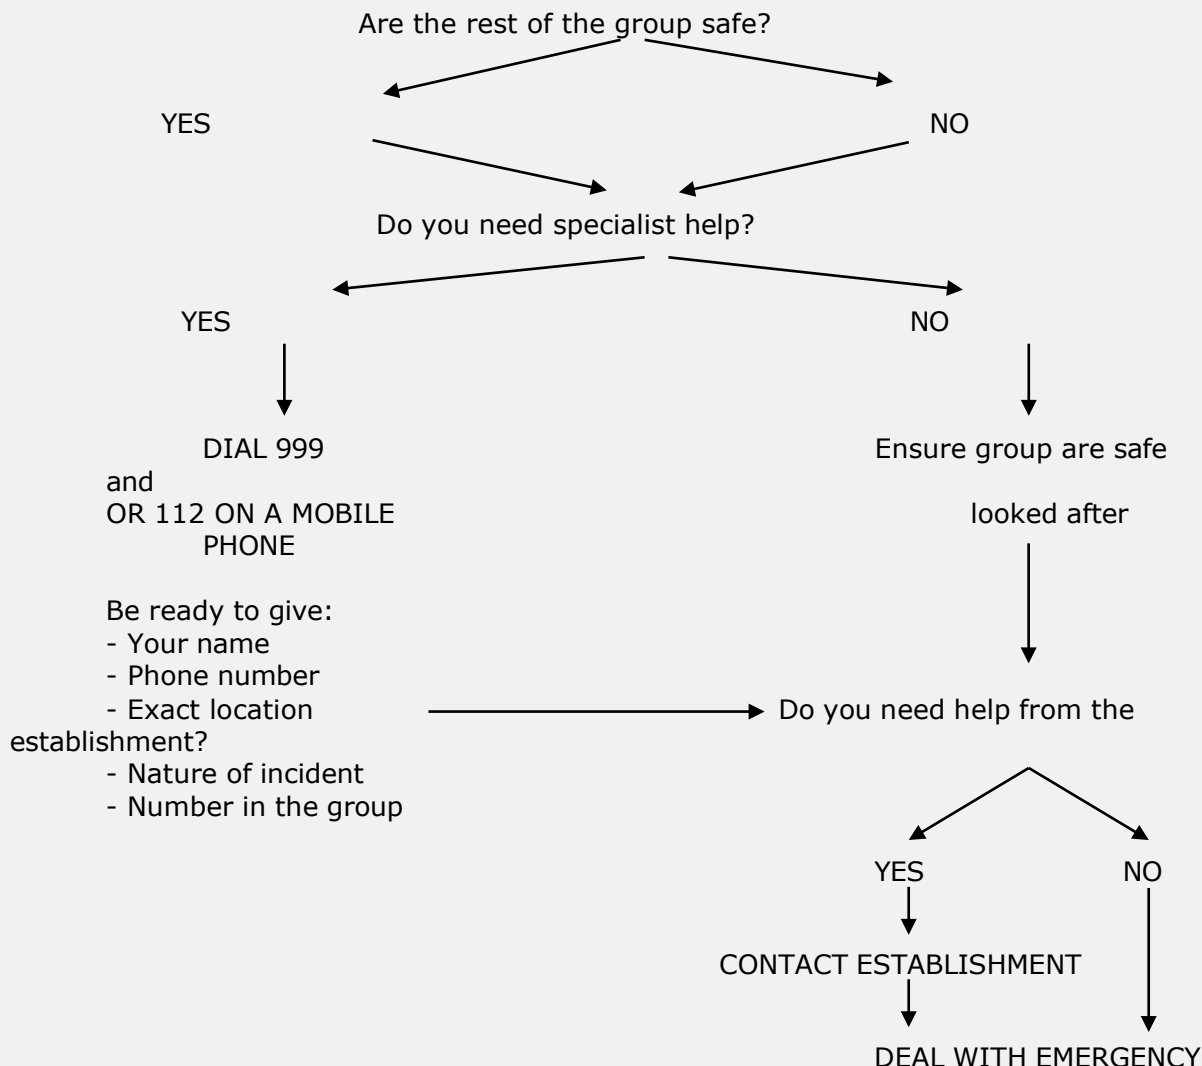 Are the rest of the group safe?
YES NO
Do you need specialist help?
YES NO
DIAL 999 Ensure group are safe
and
OR 112 ON A MOBILE looked after
PHONE
Be ready to give:
- Your name
- Phone number
- Exact location Do you need help from the
establishment?
- Nature of incident
- Number in the group
YES NO
CONTACT ESTABLISHMENT
DEAL WITH EMERGENCY